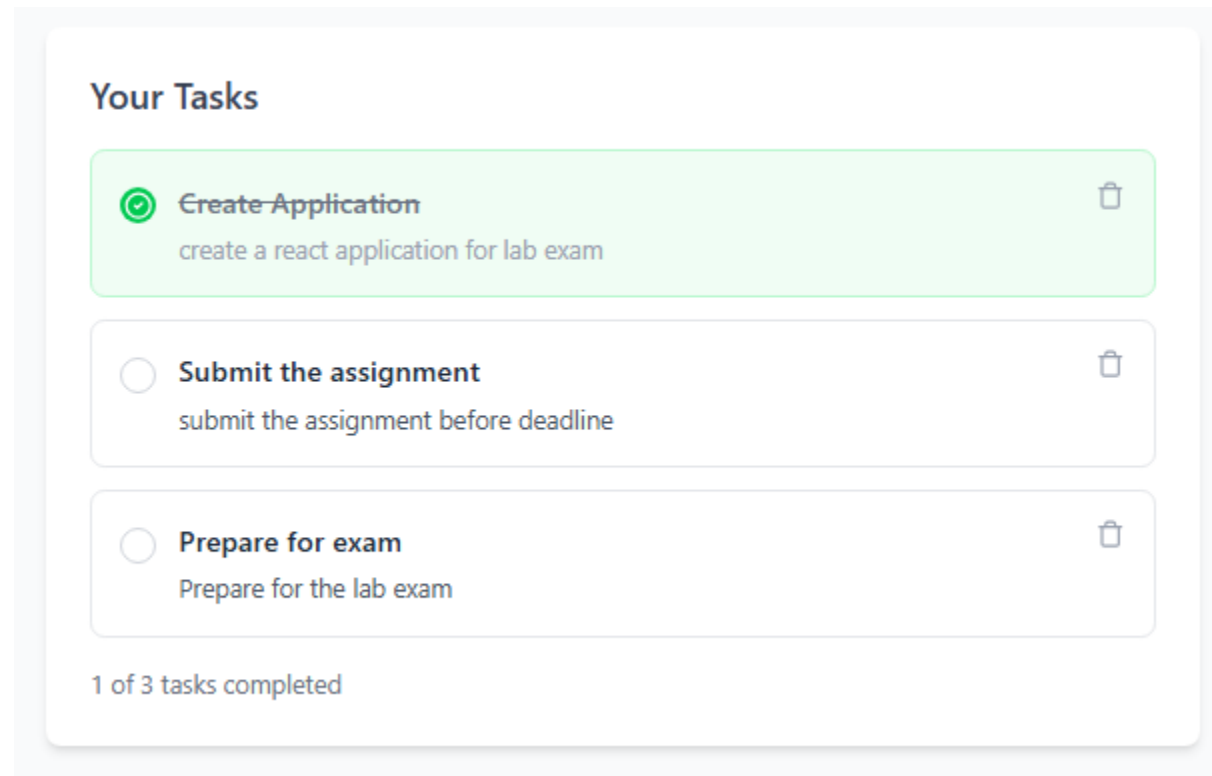 Your Tasks
Create Application
create a react application for lab exam
Submit the assignment
submit the assignment before deadline
Prepare for exam
Prepare for the lab exam
1 of 3 tasks completed